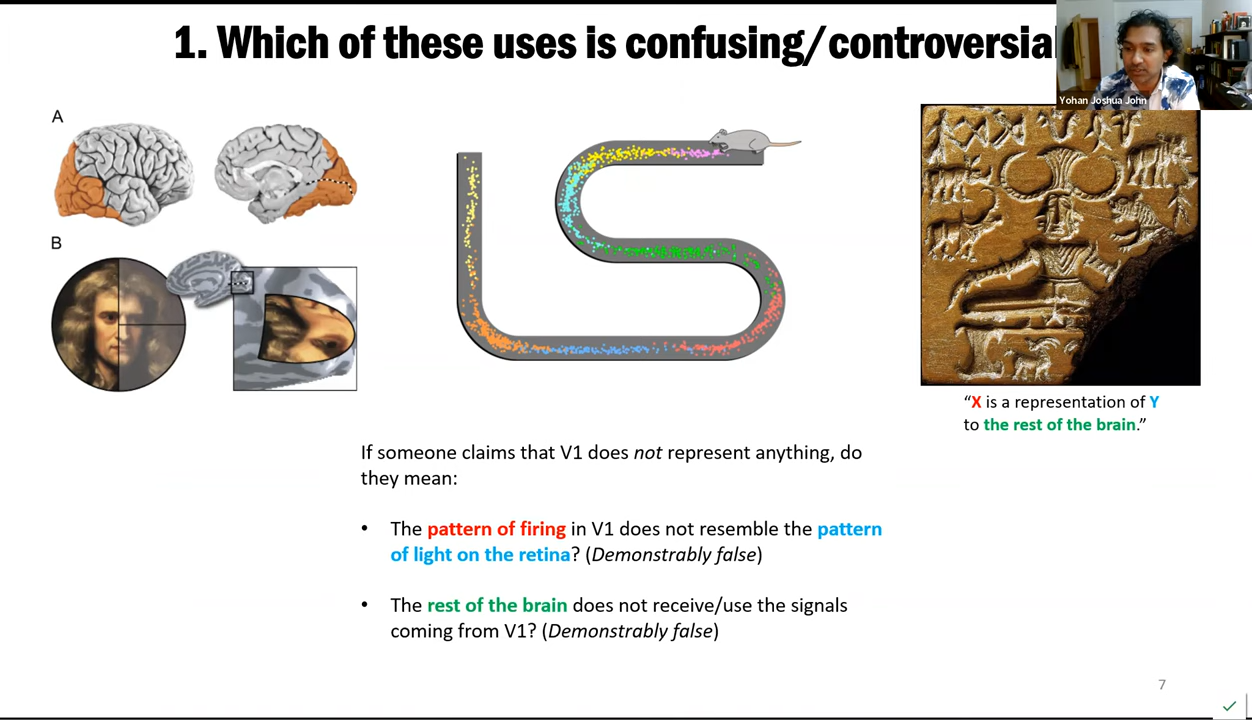 1. Which of these uses is confusing/controversial
Yohan Joshua John
A
B
“X is a representation of Y
to the rest of the brain.”
If someone claims that V1 does not represent anything, do
they mean:
• The pattern of firing in V1 does not resemble the pattern
of light on the retina? (Demonstrably false)
• The rest of the brain does not receive/use the signals
coming from V1? (Demonstrably false)
7